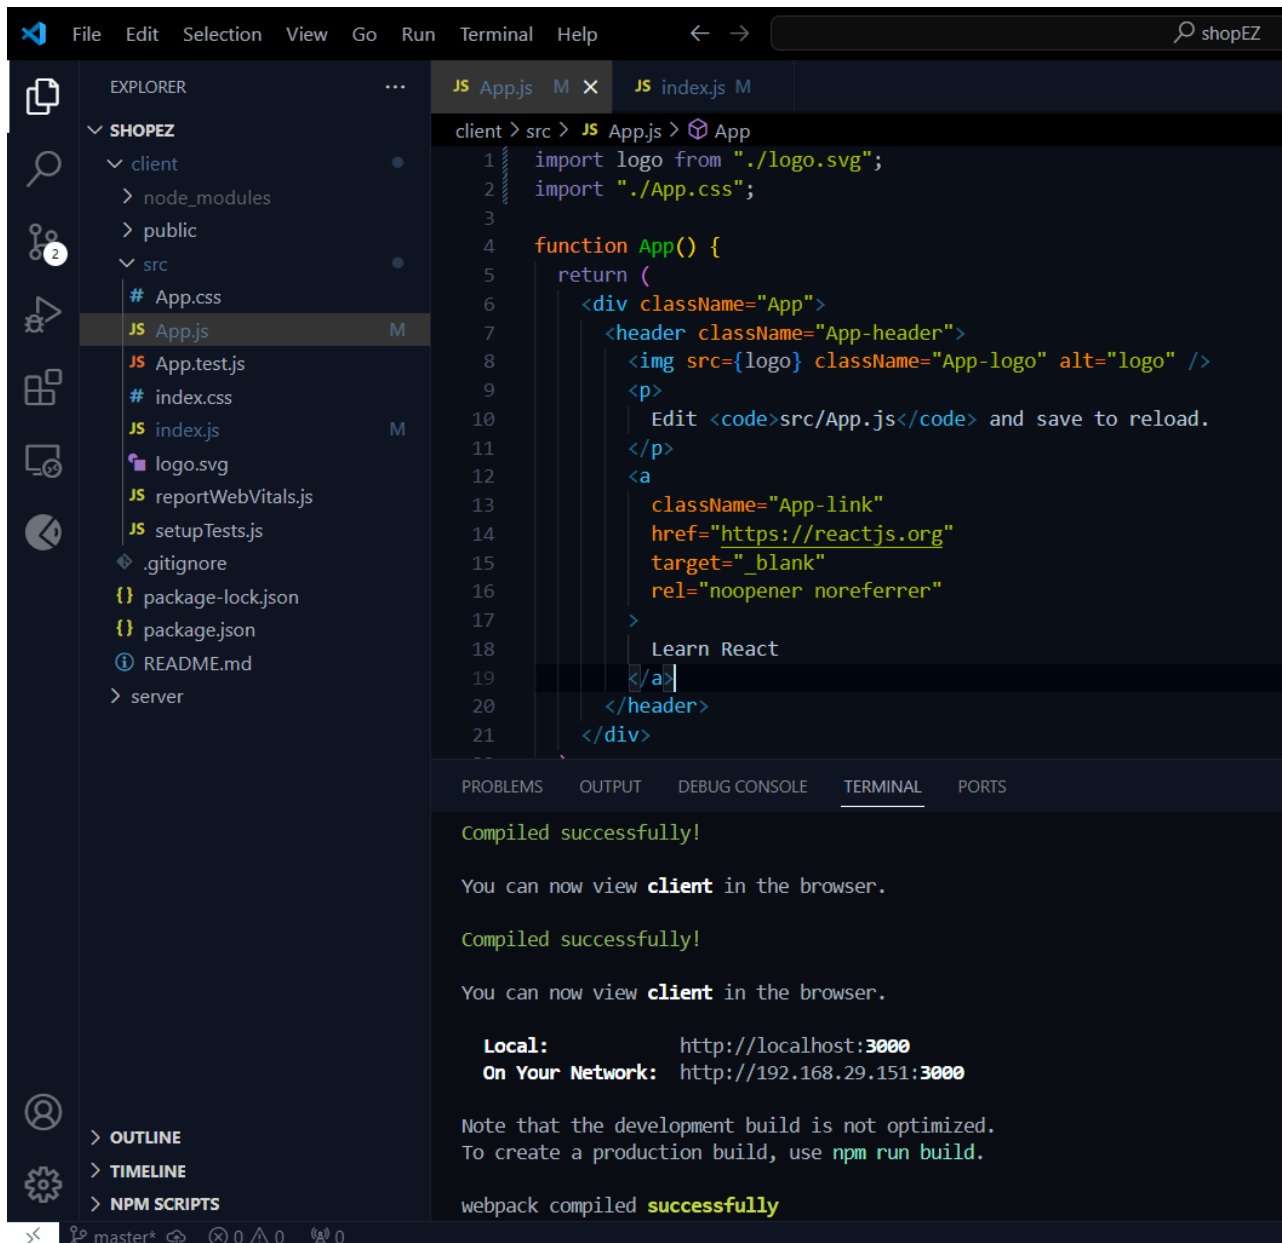 File Edit Selection View Go Run Terminal Help
shopEZ
EXPLORER
SHOPEZ
client
node_modules
public
src
# App.css
JS App.js M
JS App.test.js
# index.css
JS index.js M
logo.svg
JS reportWebVitals.js
JS setupTests.js
.gitignore
{} package-lock.json
{} package.json
README.md
server
OUTLINE
TIMELINE
NPM SCRIPTS
2
JS App.js M
JS index.js M
client > src > JS App.js > App
1 import logo from "./logo.svg";
2 import "./App.css";
3
4 function App() {
5 return (
6 <div className="App">
7 <header className="App-header">
8 <img src={logo} className="App-logo" alt="logo" />
9 <p>
10 Edit <code>src/App.js</code> and save to reload.
11 </p>
12 <a
13 className="App-link"
14 href="https://reactjs.org"
15 target="_blank"
16 rel="noopener noreferrer"
17 >
18 Learn React
19 </a>
20 </header>
21 </div>
PROBLEMS OUTPUT DEBUG CONSOLE TERMINAL PORTS
Compiled successfully!
You can now view client in the browser.
Compiled successfully!
You can now view client in the browser.
Local: http://localhost:3000
On Your Network: http://192.168.29.151:3000
Note that the development build is not optimized.
To create a production build, use npm run build.
webpack compiled successfully
master* 0 0 0